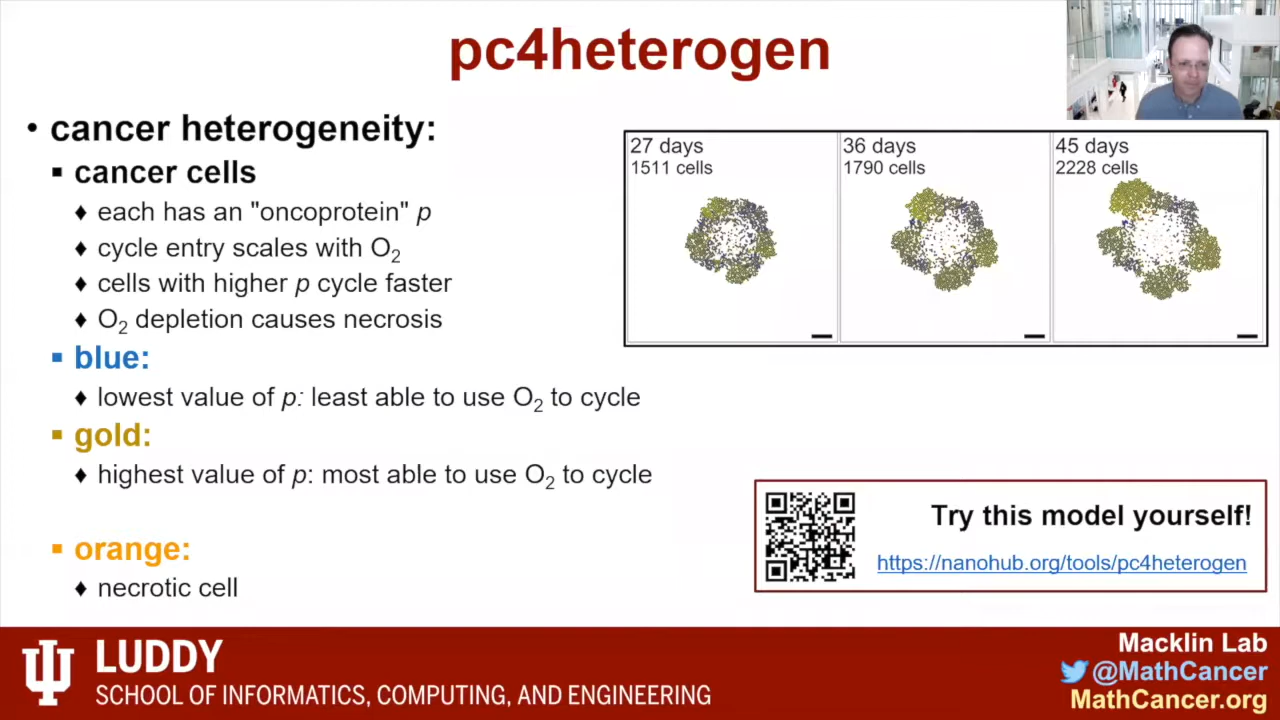 pc4heterogen
• cancer heterogeneity:
▪ cancer cells
♦ each has an "oncoprotein" p
♦ cycle entry scales with O₂
♦ cells with higher p cycle faster
♦ O₂ depletion causes necrosis
▪ blue:
♦ lowest value of p: least able to use O₂ to cycle
▪ gold:
♦ highest value of p: most able to use O₂ to cycle
▪ orange:
♦ necrotic cell
27 days
1511 cells
36 days
1790 cells
45 days
2228 cells
Try this model yourself!
https://nanohub.org/tools/pc4heterogen
LUDDY
SCHOOL OF INFORMATICS, COMPUTING, AND ENGINEERING
Macklin Lab
@MathCancer
MathCancer.org